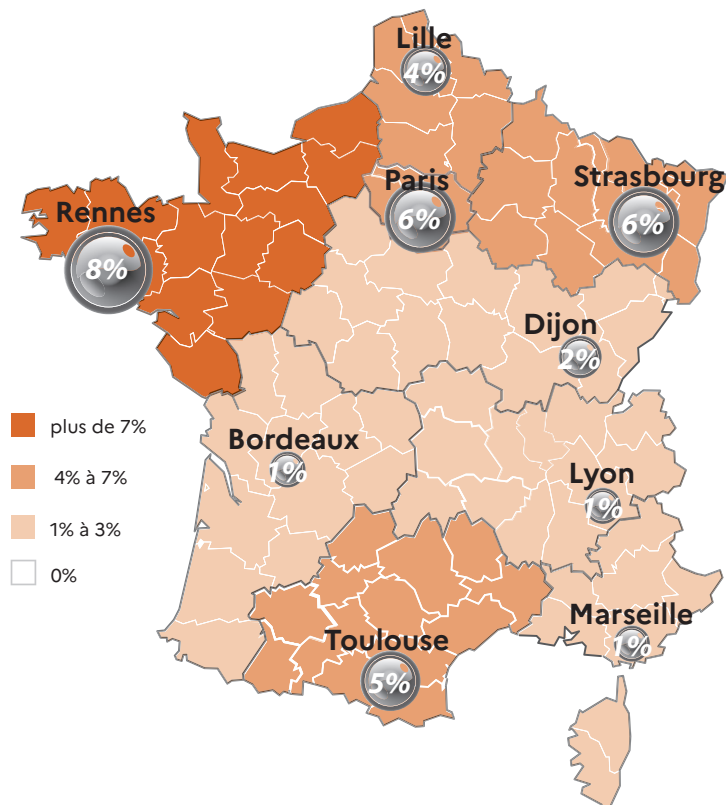 Lille
4%
Paris
6%
Strasbourg
6%
Rennes
8%
Dijon
2%
plus de 7%
4% à 7%
1% à 3%
0%
Bordeaux
1%
Lyon
1%
Marseille
1%
Toulouse
5%